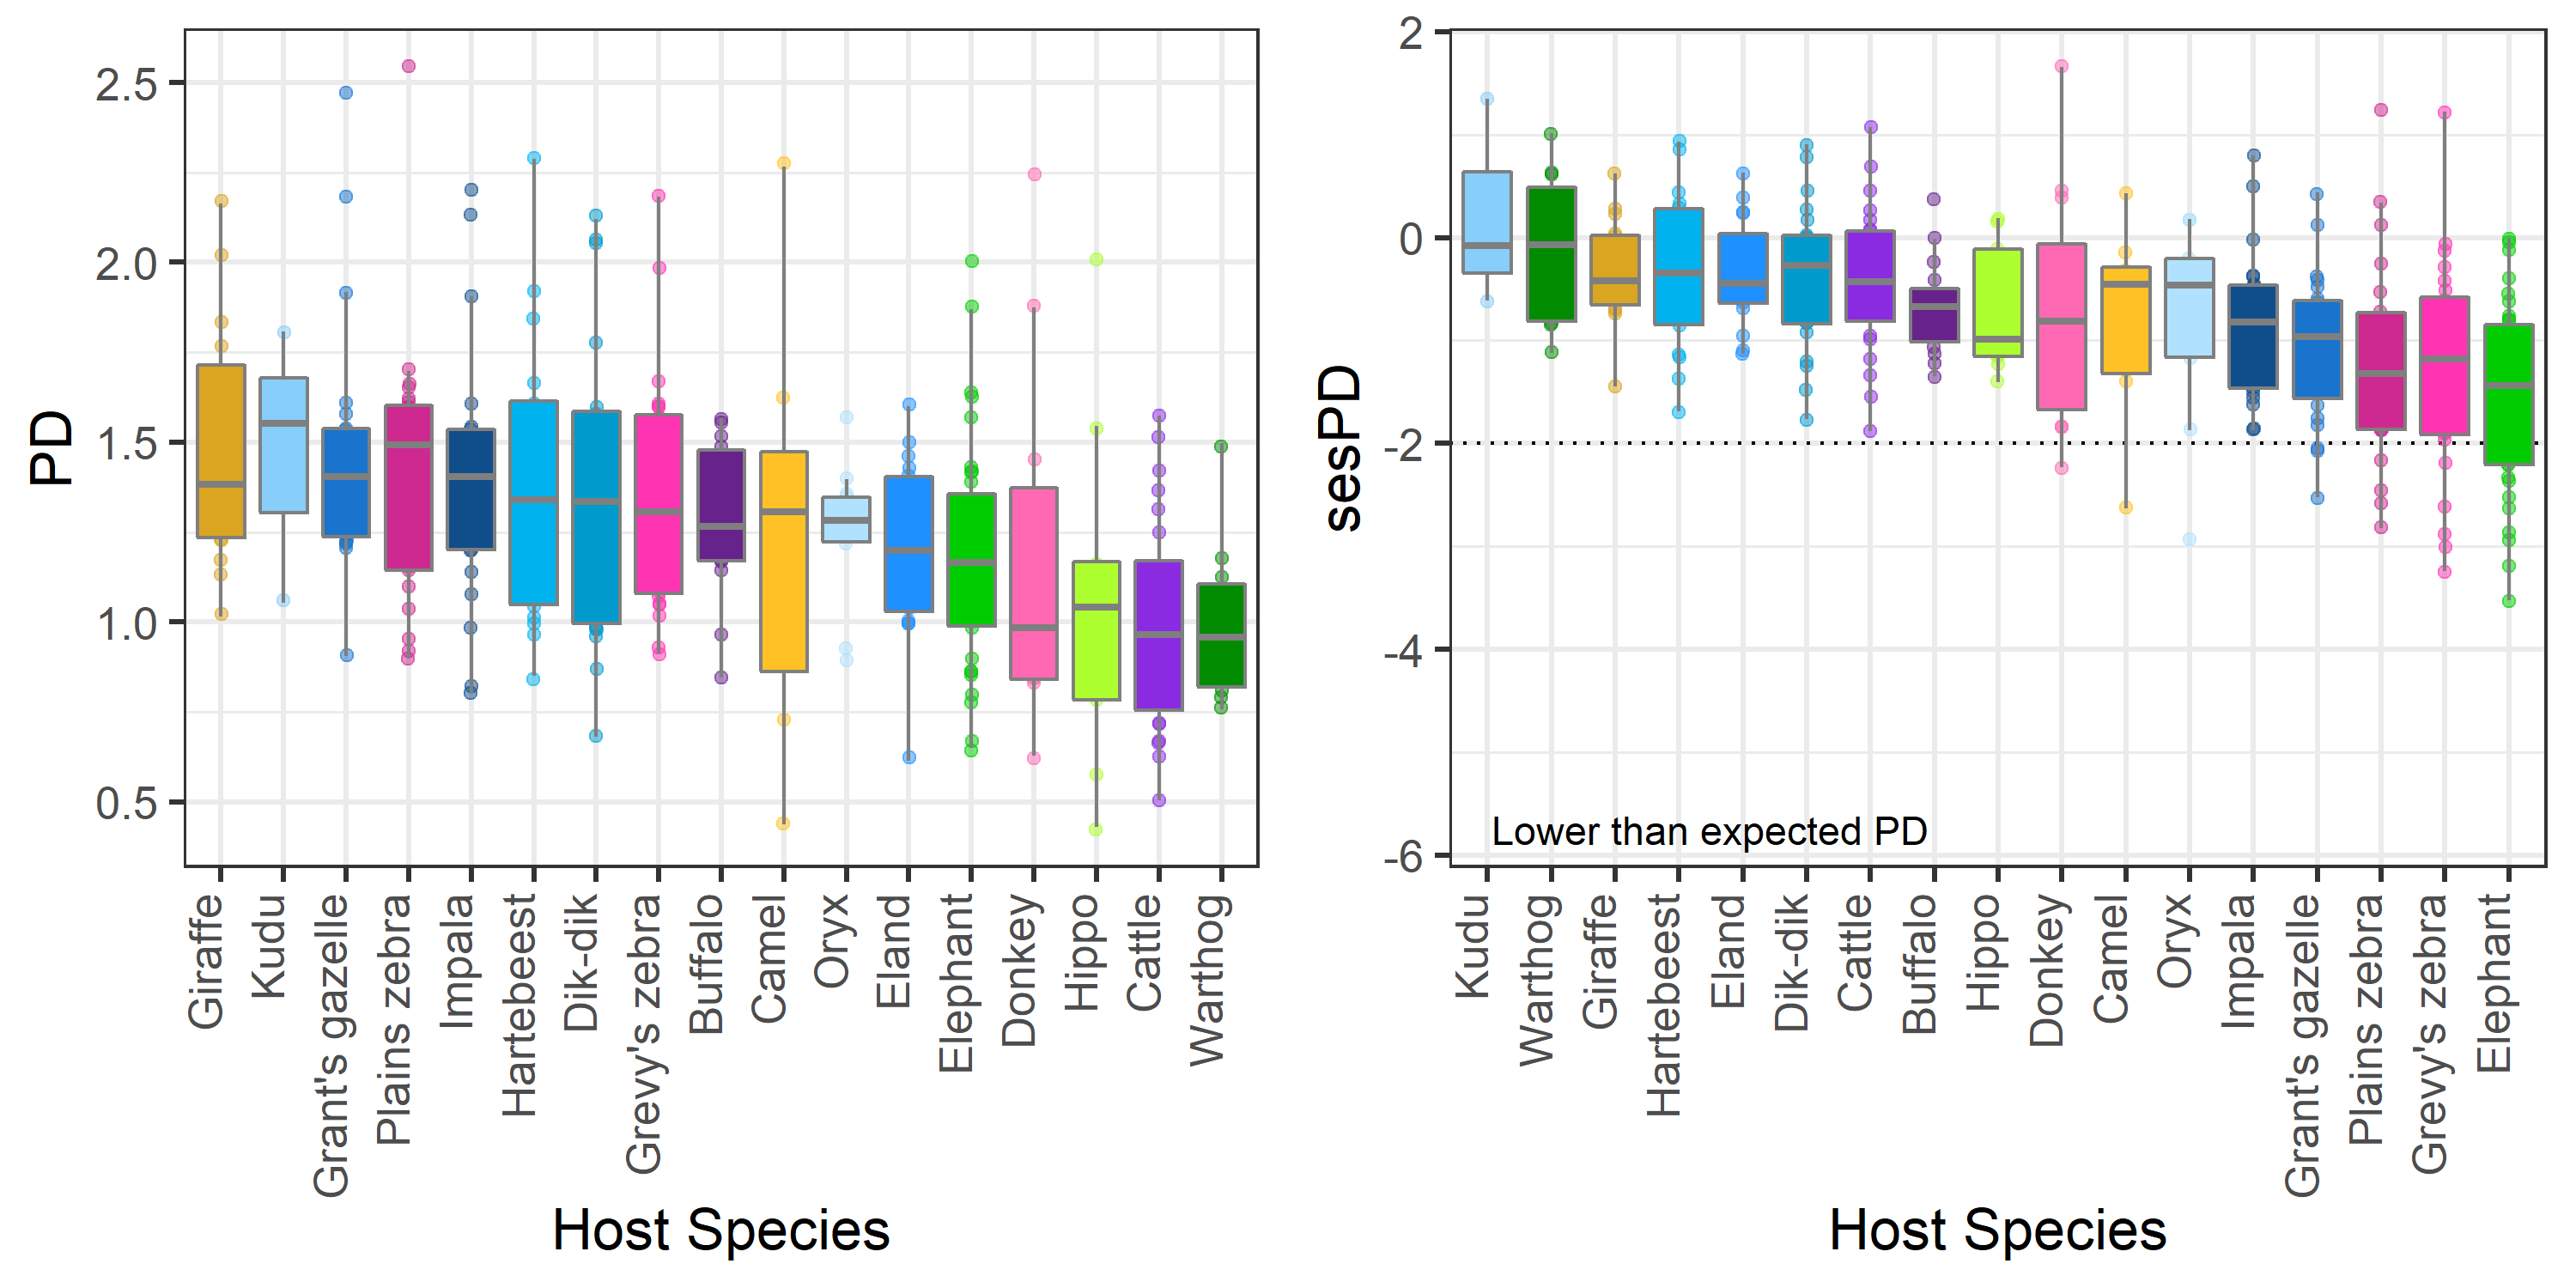 PD
2.5
2.0
1.5
1.0
0.5
Giraffe
Kudu
Grant's gazelle
Plains zebra
Impala
Hartebeest
Dik-dik
Grevy's zebra
Buffalo
Camel
Oryx
Eland
Elephant
Donkey
Hippo
Cattle
Warthog
Host Species
sesPD
2
0
-2
-4
-6
Lower than expected PD
Kudu
Warthog
Giraffe
Hartebeest
Eland
Dik-dik
Cattle
Buffalo
Hippo
Donkey
Camel
Oryx
Impala
Grant's gazelle
Plains zebra
Grevy's zebra
Elephant
Host Species